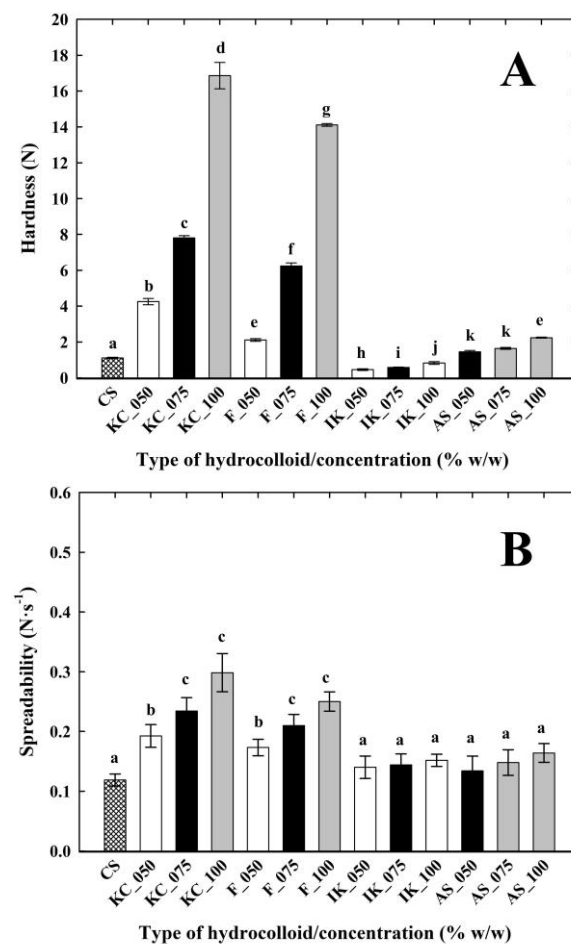 A
Hardness (N)
20
18
16
14
12
10
8
6
4
2
0
a
b
c
d
e
f
g
h
i
j
k
k
e
CS
KC_050
KC_075
KC_100
F_050
F_075
F_100
IK_050
IK_075
IK_100
AS_050
AS_075
AS_100
Type of hydrocolloid/concentration (% w/w)
B
Spreadability (N·s⁻¹)
0.6
0.5
0.4
0.3
0.2
0.1
0.0
a
b
c
c
b
c
c
a
a
a
a
a
a
CS
KC_050
KC_075
KC_100
F_050
F_075
F_100
IK_050
IK_075
IK_100
AS_050
AS_075
AS_100
Type of hydrocolloid/concentration (% w/w)